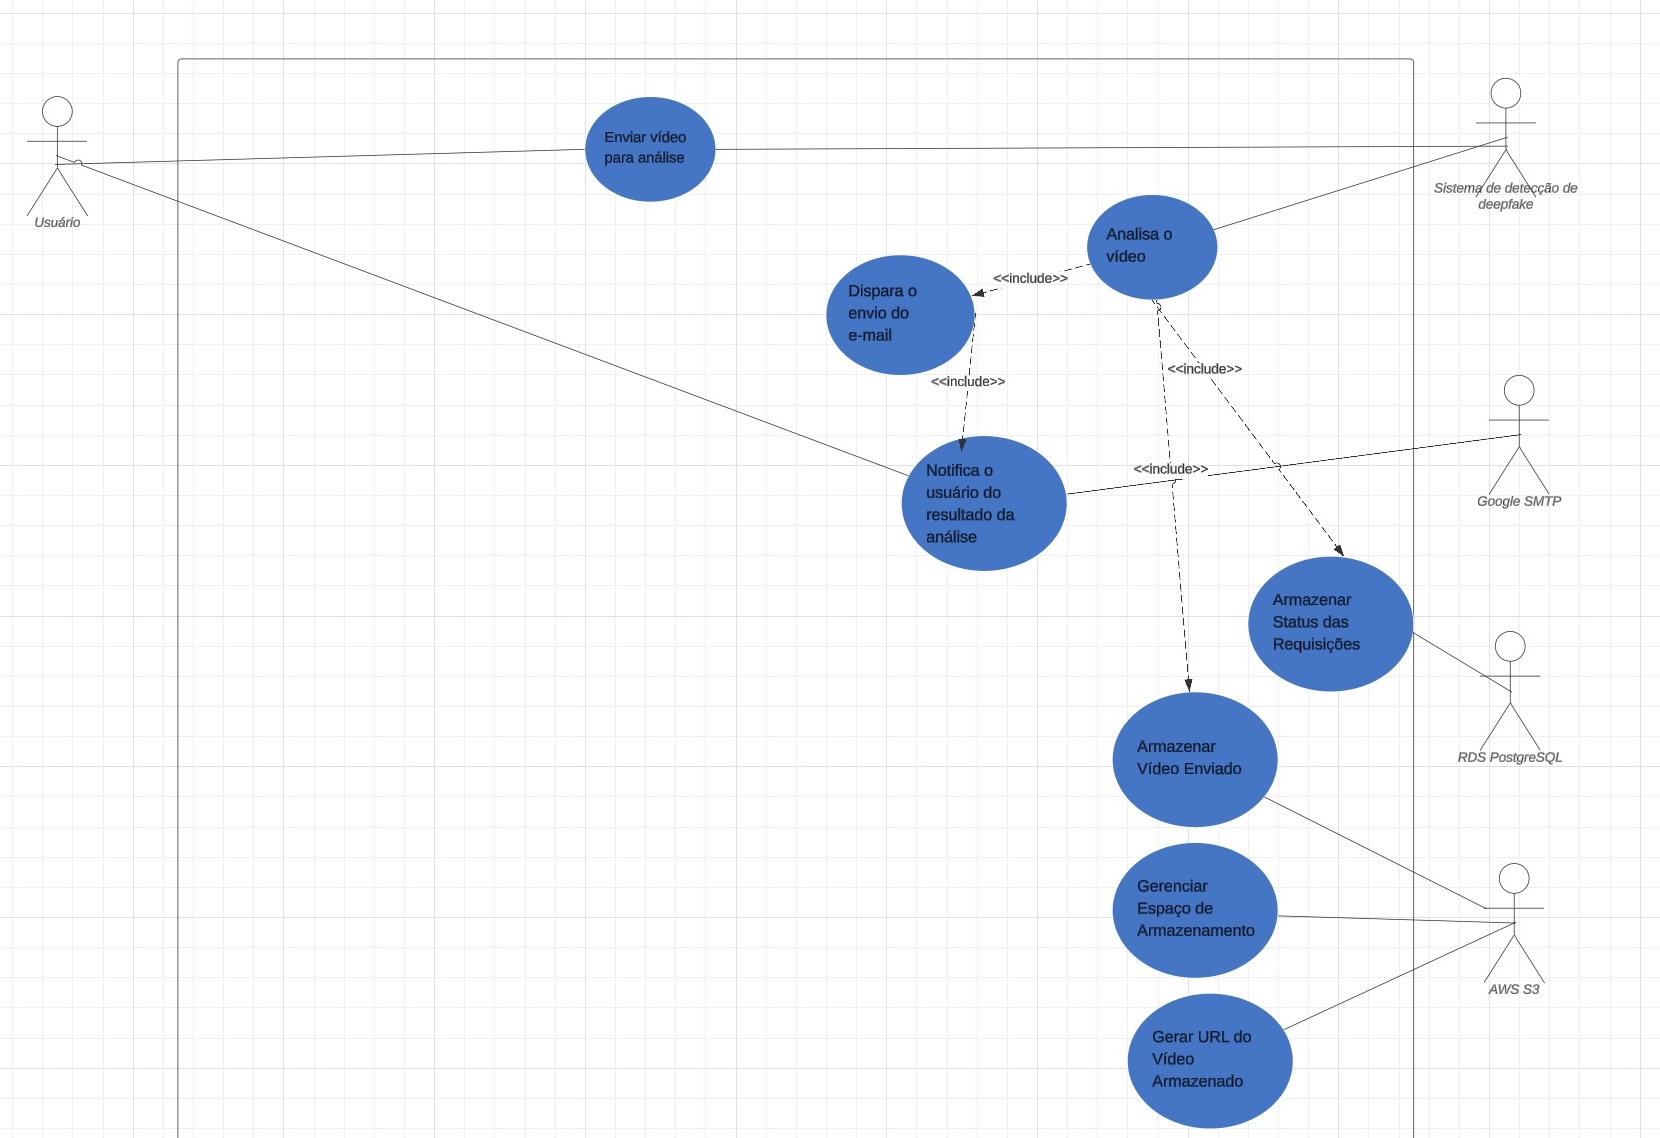 Enviar vídeo
para análise
Usuário
Sistema de detecção de
deepfake
Analisa o
vídeo
<<include>>
Dispara o
envio do
e-mail
<<include>>
<<include>>
<<include>>
Notifica o
usuário do
resultado da
análise
Google SMTP
Armazenar
Status das
Requisições
RDS PostgreSQL
Armazenar
Vídeo Enviado
Gerenciar
Espaço de
Armazenamento
AWS S3
Gerar URL do
Vídeo
Armazenado